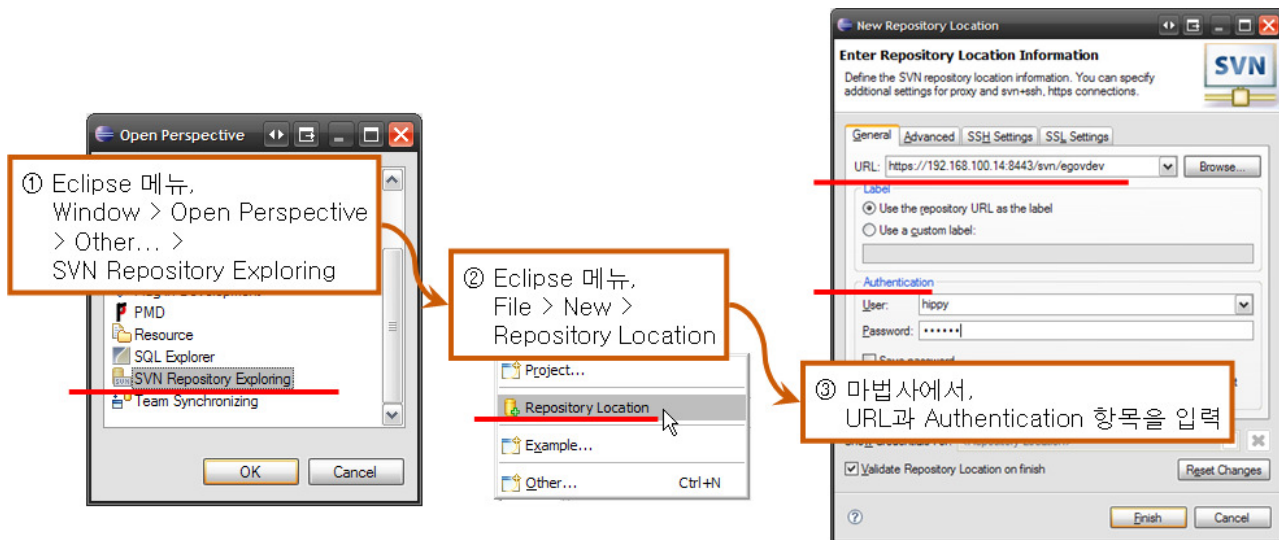 Open Perspective
① Eclipse 메뉴,
Window > Open Perspective
> Other... >
SVN Repository Exploring
PMD
Resource
SQL Explorer
SVN Repository Exploring
Team Synchronizing
OK
Cancel
② Eclipse 메뉴,
File > New >
Repository Location
Project...
Repository Location
Example...
Other... Ctrl+N
New Repository Location
Enter Repository Location Information
Define the SVN repository location information. You can specify
additional settings for proxy and svn+ssh, https connections.
SVN
General Advanced SSH Settings SSL Settings
URL: https://192.168.100.14:8443/svn/egovdev Browse...
Label
Use the repository URL as the label
Use a custom label:
Authentication
User: hippy
Password: ••••••
③ 마법사에서,
URL과 Authentication 항목을 입력
Validate Repository Location on finish Reset Changes
Finish Cancel